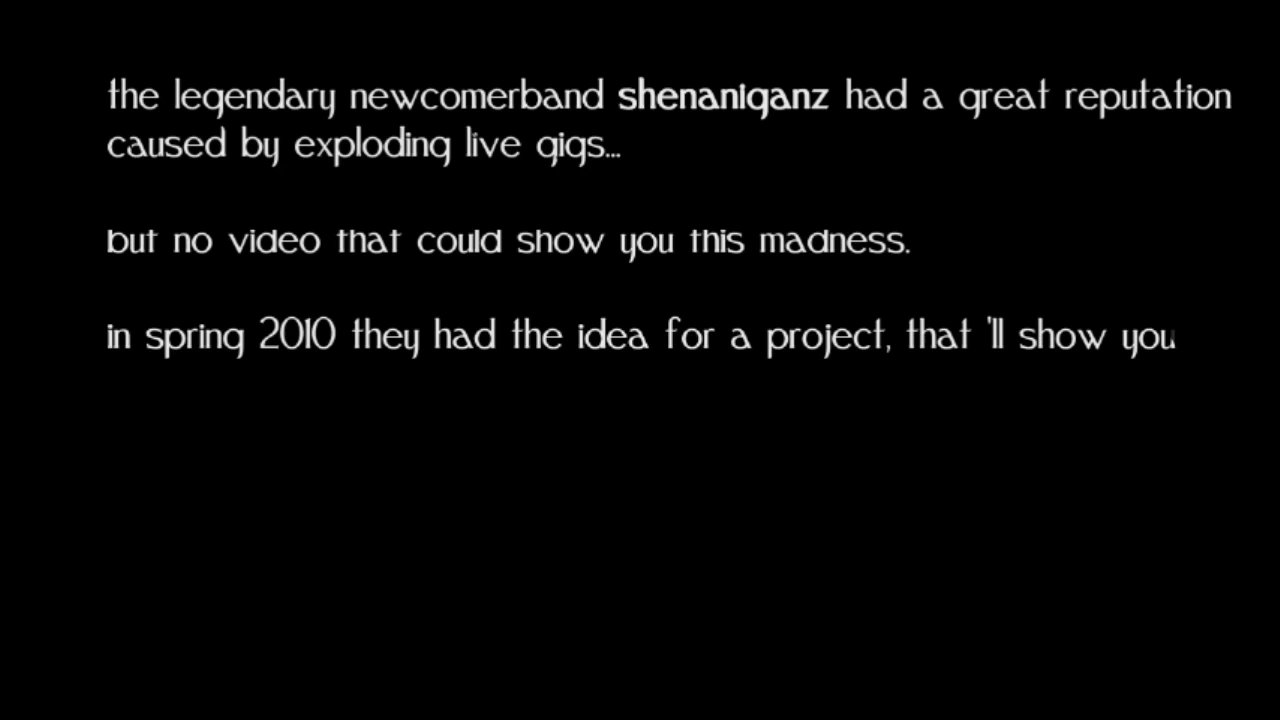 the legendary newcomerband shenaniganz had a great reputation
caused by exploding live gigs...
but no video that could show you this madness.
in spring 2010 they had the idea for a project, that 'll show you